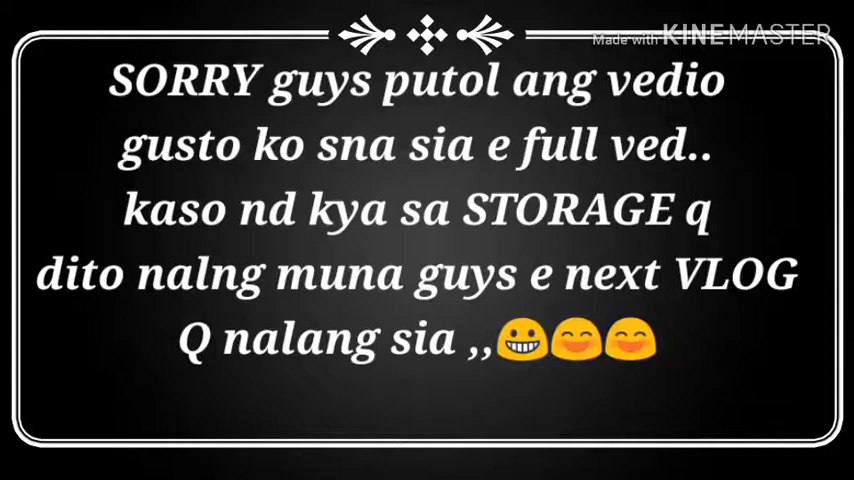 Made with KINEMASTER
SORRY guys putol ang vedio
gusto ko sna sia e full ved..
kaso nd kya sa STORAGE q
dito nalng muna guys e next VLOG
Q nalang sia ,,😀😄😄